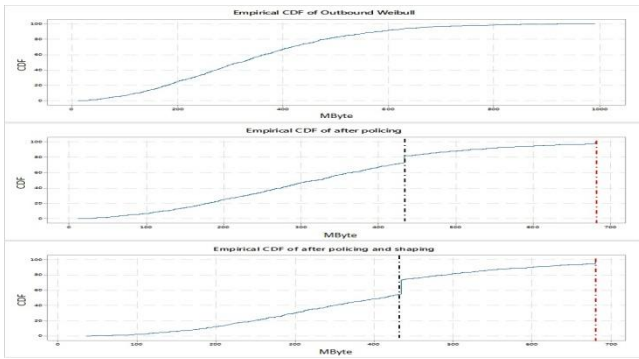 Empirical CDF of Outbound Weibull
100
80
60
40
20
0
CDF
0 200 400 600 800 1000
MByte
Empirical CDF of after policing
100
80
60
40
20
0
CDF
0 100 200 300 400 500 600 700
MByte
Empirical CDF of after policing and shaping
100
80
60
40
20
0
CDF
0 100 200 300 400 500 600 700
MByte